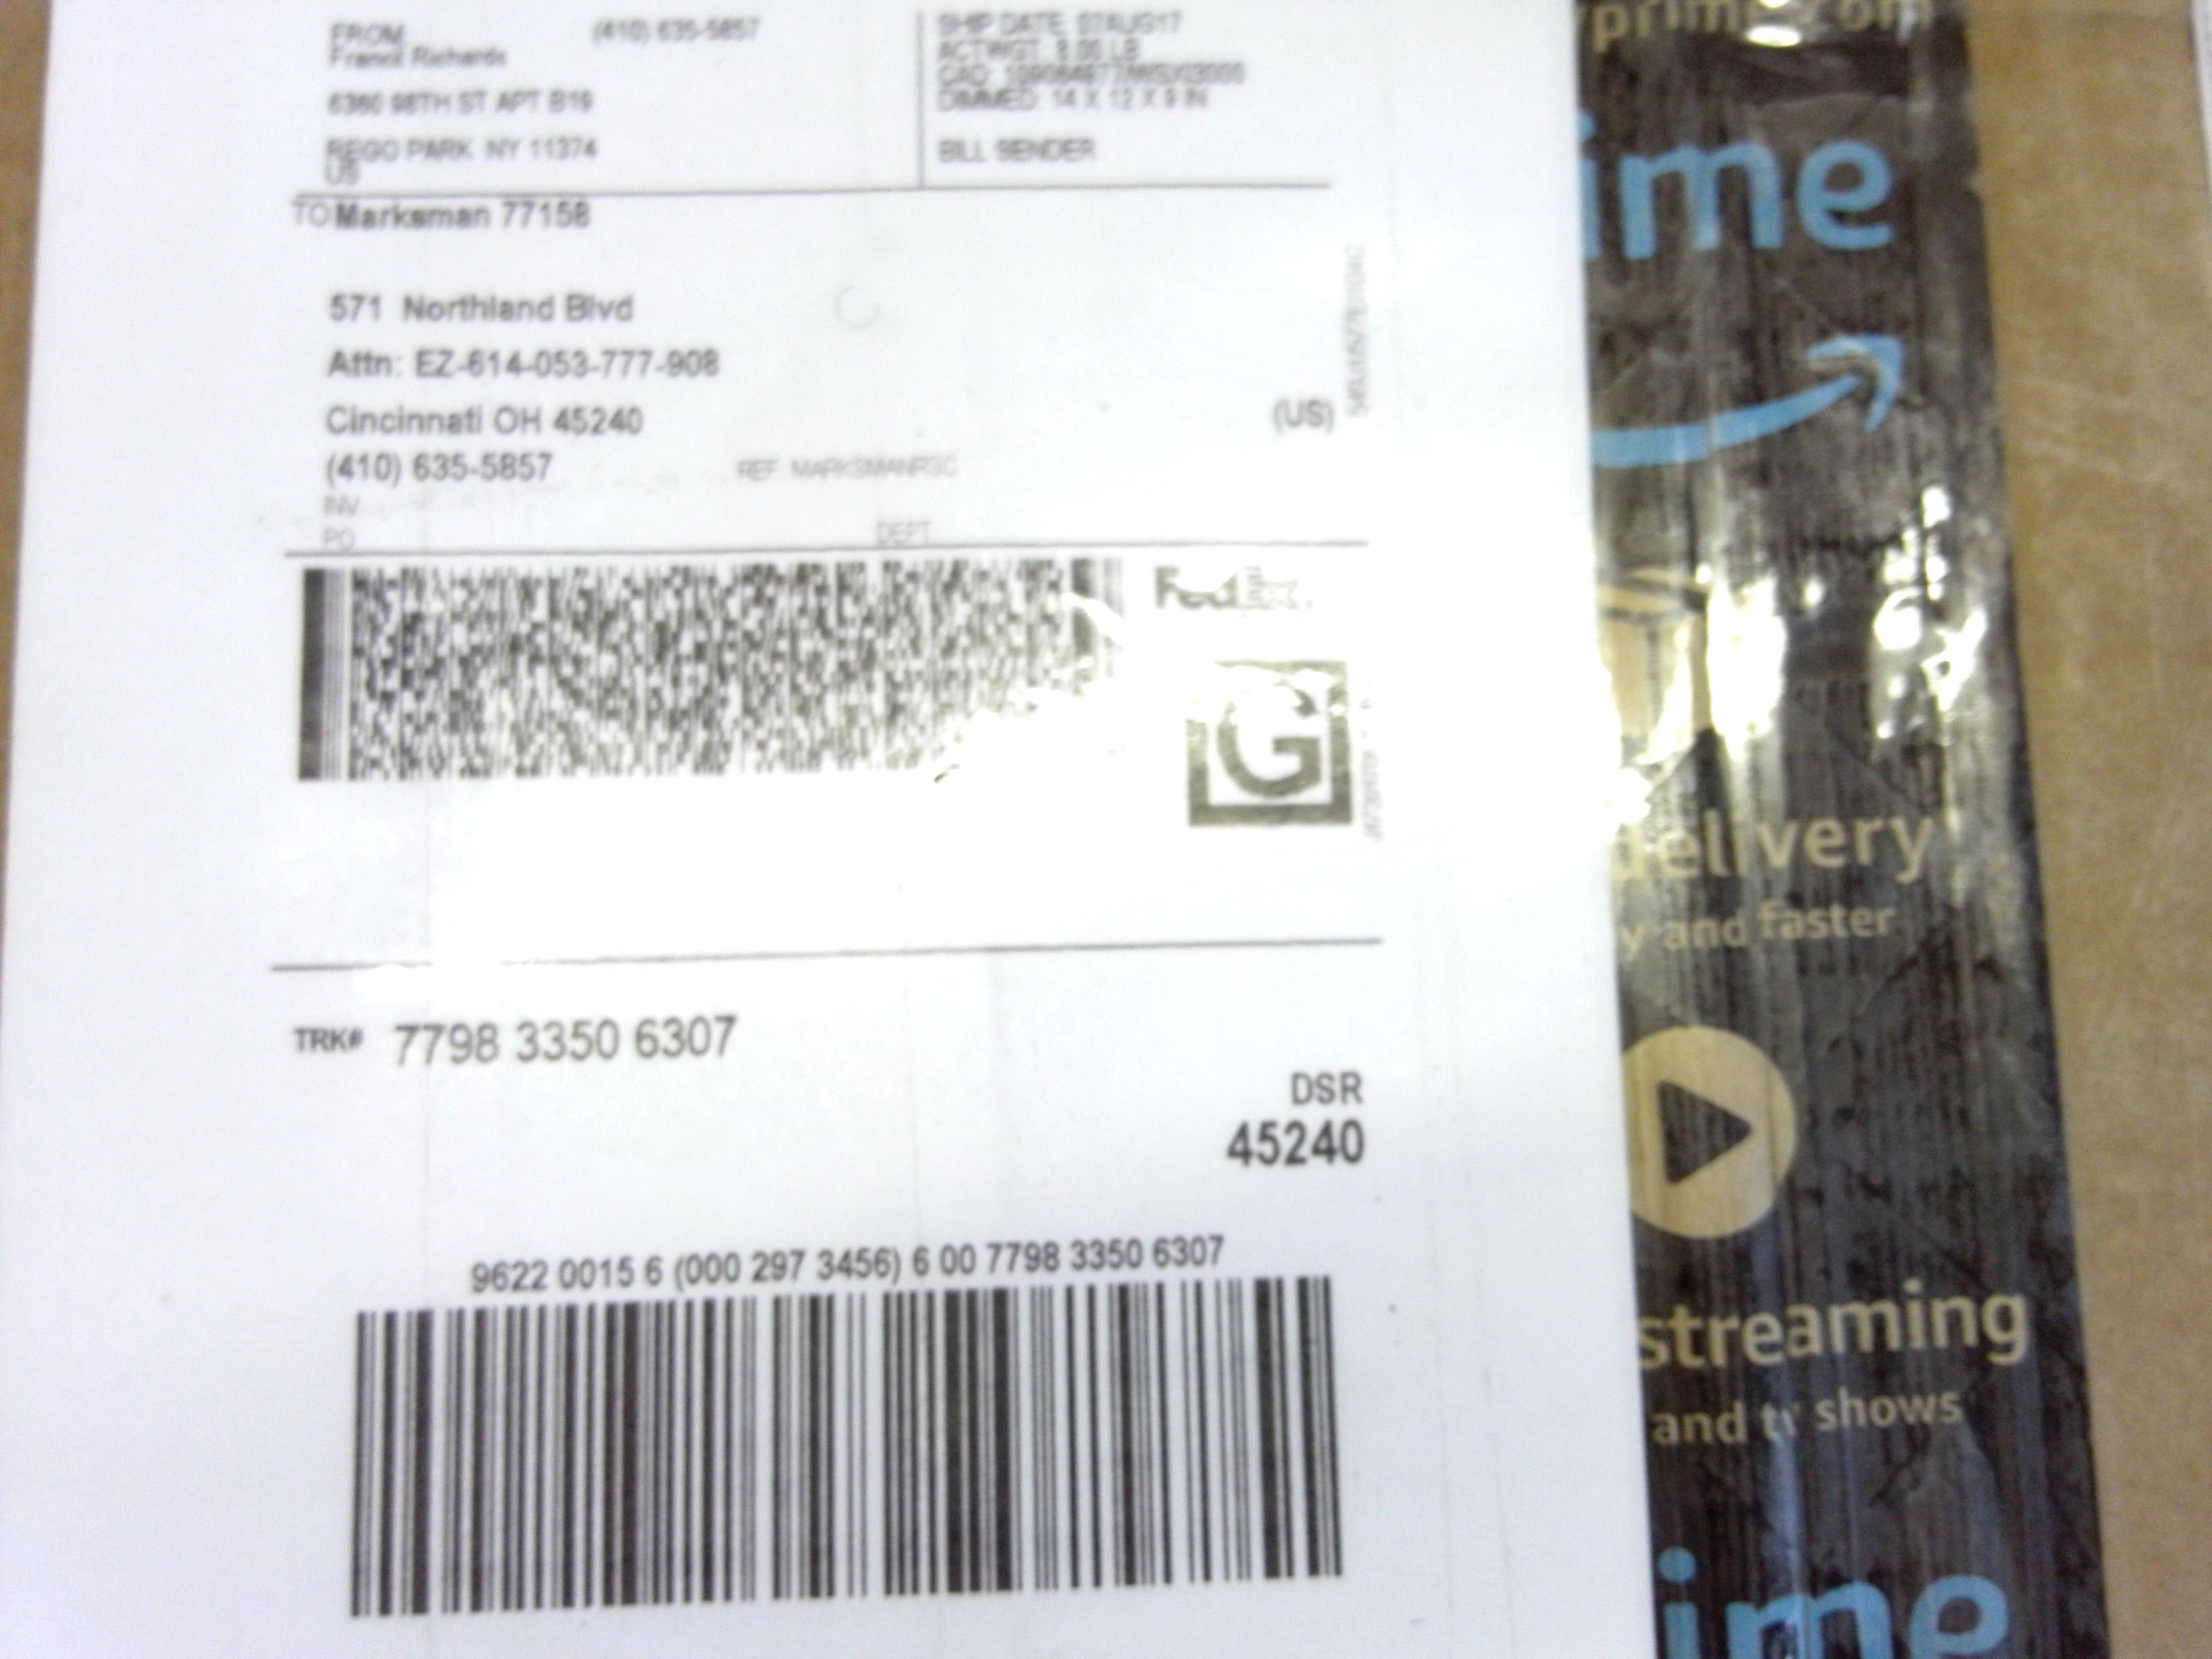 FROM (410) 635-5857
Francil Richards
6360 98TH ST APT B19
REGO PARK NY 11374
US
SHIP DATE: 07AUG17
ACTWGT: LB
CAD:
DIMMED: 14 X 12 X 9 IN
BILL SENDER
TO Marksman 77158
571 Northland Blvd
Attn: EZ-614-053-777-908
Cincinnati OH 45240
(US)
(410) 635-5857 REF MARKSMANRSC
INV
PO DEPT
FedEx.
G
TRK# 7798 3350 6307
DSR
45240
9622 0015 6 (000 297 3456) 6 00 7798 3350 6307
ime
delivery
y and faster
streaming
and tv shows
ime